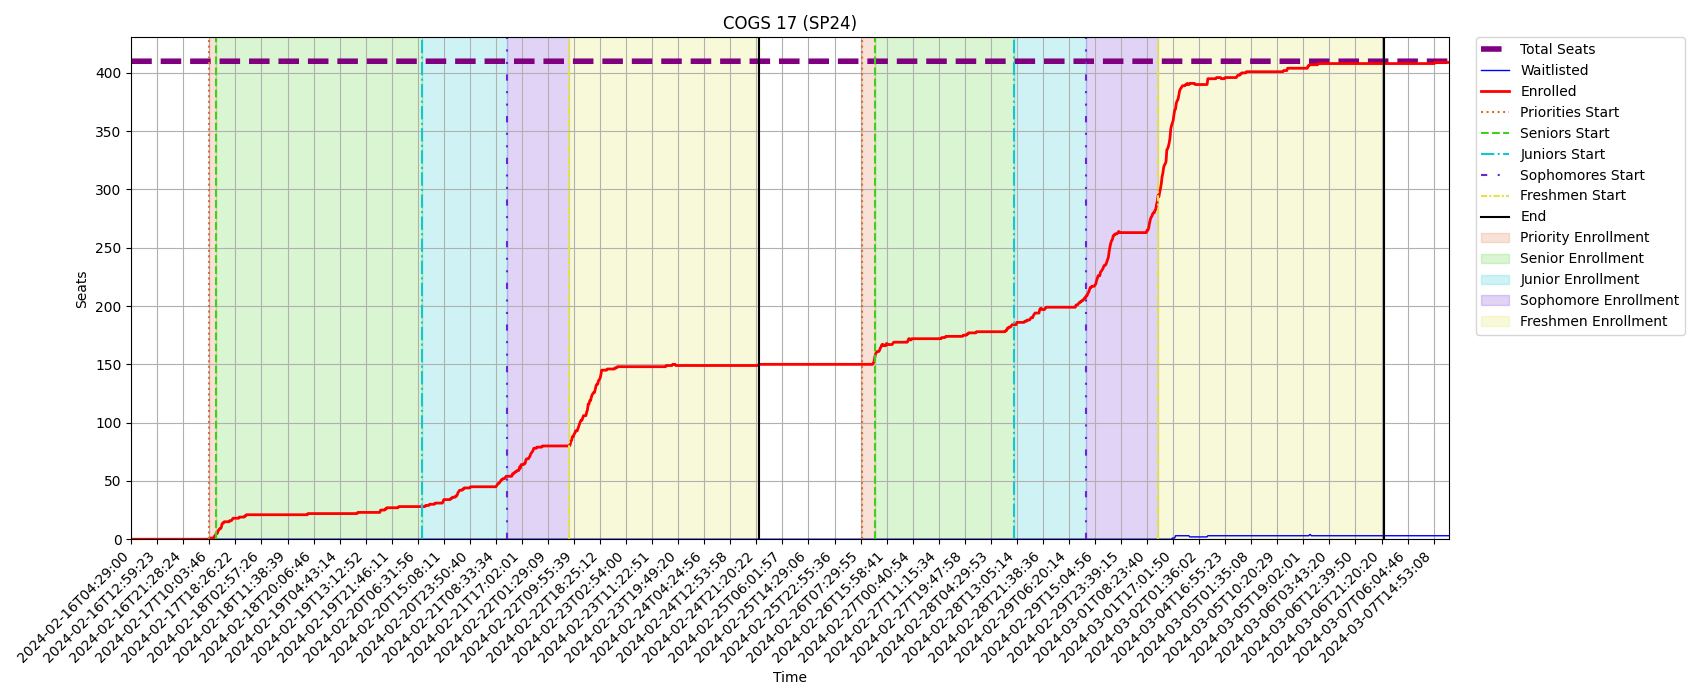 COGS 17 (SP24)
Total Seats
Waitlisted
Enrolled
Priorities Start
Seniors Start
Juniors Start
Sophomores Start
Freshmen Start
End
Priority Enrollment
Senior Enrollment
Junior Enrollment
Sophomore Enrollment
Freshmen Enrollment
Seats
400
350
300
250
200
150
100
50
0
2024-02-16T04:29:00
2024-02-16T12:59:23
2024-02-16T21:28:24
2024-02-17T10:03:46
2024-02-17T18:26:22
2024-02-18T02:57:26
2024-02-18T11:38:39
2024-02-18T20:06:46
2024-02-19T04:43:14
2024-02-19T13:12:52
2024-02-19T21:46:11
2024-02-20T06:31:56
2024-02-20T15:08:11
2024-02-20T23:50:40
2024-02-21T08:33:34
2024-02-21T17:02:01
2024-02-22T01:29:09
2024-02-22T09:55:39
2024-02-22T18:25:12
2024-02-23T02:54:00
2024-02-23T11:22:51
2024-02-23T19:49:20
2024-02-24T04:24:56
2024-02-24T12:53:58
2024-02-24T21:20:22
2024-02-25T06:01:57
2024-02-25T14:29:06
2024-02-25T22:55:36
2024-02-26T07:29:55
2024-02-26T15:58:41
2024-02-27T00:40:54
2024-02-27T11:15:34
2024-02-27T19:47:58
2024-02-28T04:29:53
2024-02-28T13:05:14
2024-02-28T21:38:36
2024-02-29T06:20:14
2024-02-29T15:04:56
2024-02-29T23:39:15
2024-03-01T08:23:40
2024-03-01T17:01:50
2024-03-02T01:36:02
2024-03-04T16:55:23
2024-03-05T01:35:08
2024-03-05T10:20:29
2024-03-05T19:02:01
2024-03-06T03:43:20
2024-03-06T12:39:50
2024-03-06T21:20:20
2024-03-07T06:04:46
2024-03-07T14:53:08
Time